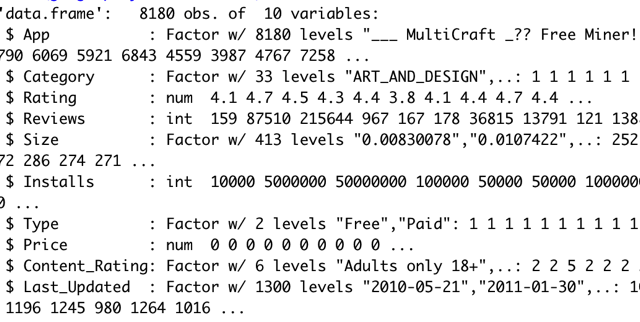 'data.frame':   8180 obs. of  10 variables:
 $ App           : Factor w/ 8180 levels "___ MultiCraft _?? Free Miner!
790 6069 5921 6843 4559 3987 4767 7258 ...
 $ Category      : Factor w/ 33 levels "ART_AND_DESIGN",..: 1 1 1 1 1 1
 $ Rating        : num  4.1 4.7 4.5 4.3 4.4 3.8 4.1 4.4 4.7 4.4 ...
 $ Reviews       : int  159 87510 215644 967 167 178 36815 13791 121 138
 $ Size          : Factor w/ 413 levels "0.00830078","0.0107422",..: 252
72 286 274 271 ...
 $ Installs      : int  10000 5000000 50000000 100000 50000 50000 1000000
0 ...
 $ Type          : Factor w/ 2 levels "Free","Paid": 1 1 1 1 1 1 1 1 1
 $ Price         : num  0 0 0 0 0 0 0 0 0 0 ...
 $ Content_Rating: Factor w/ 6 levels "Adults only 18+",..: 2 2 5 2 2 2
 $ Last_Updated  : Factor w/ 1300 levels "2010-05-21","2011-01-30",..: 10
 1196 1245 980 1264 1016 ...